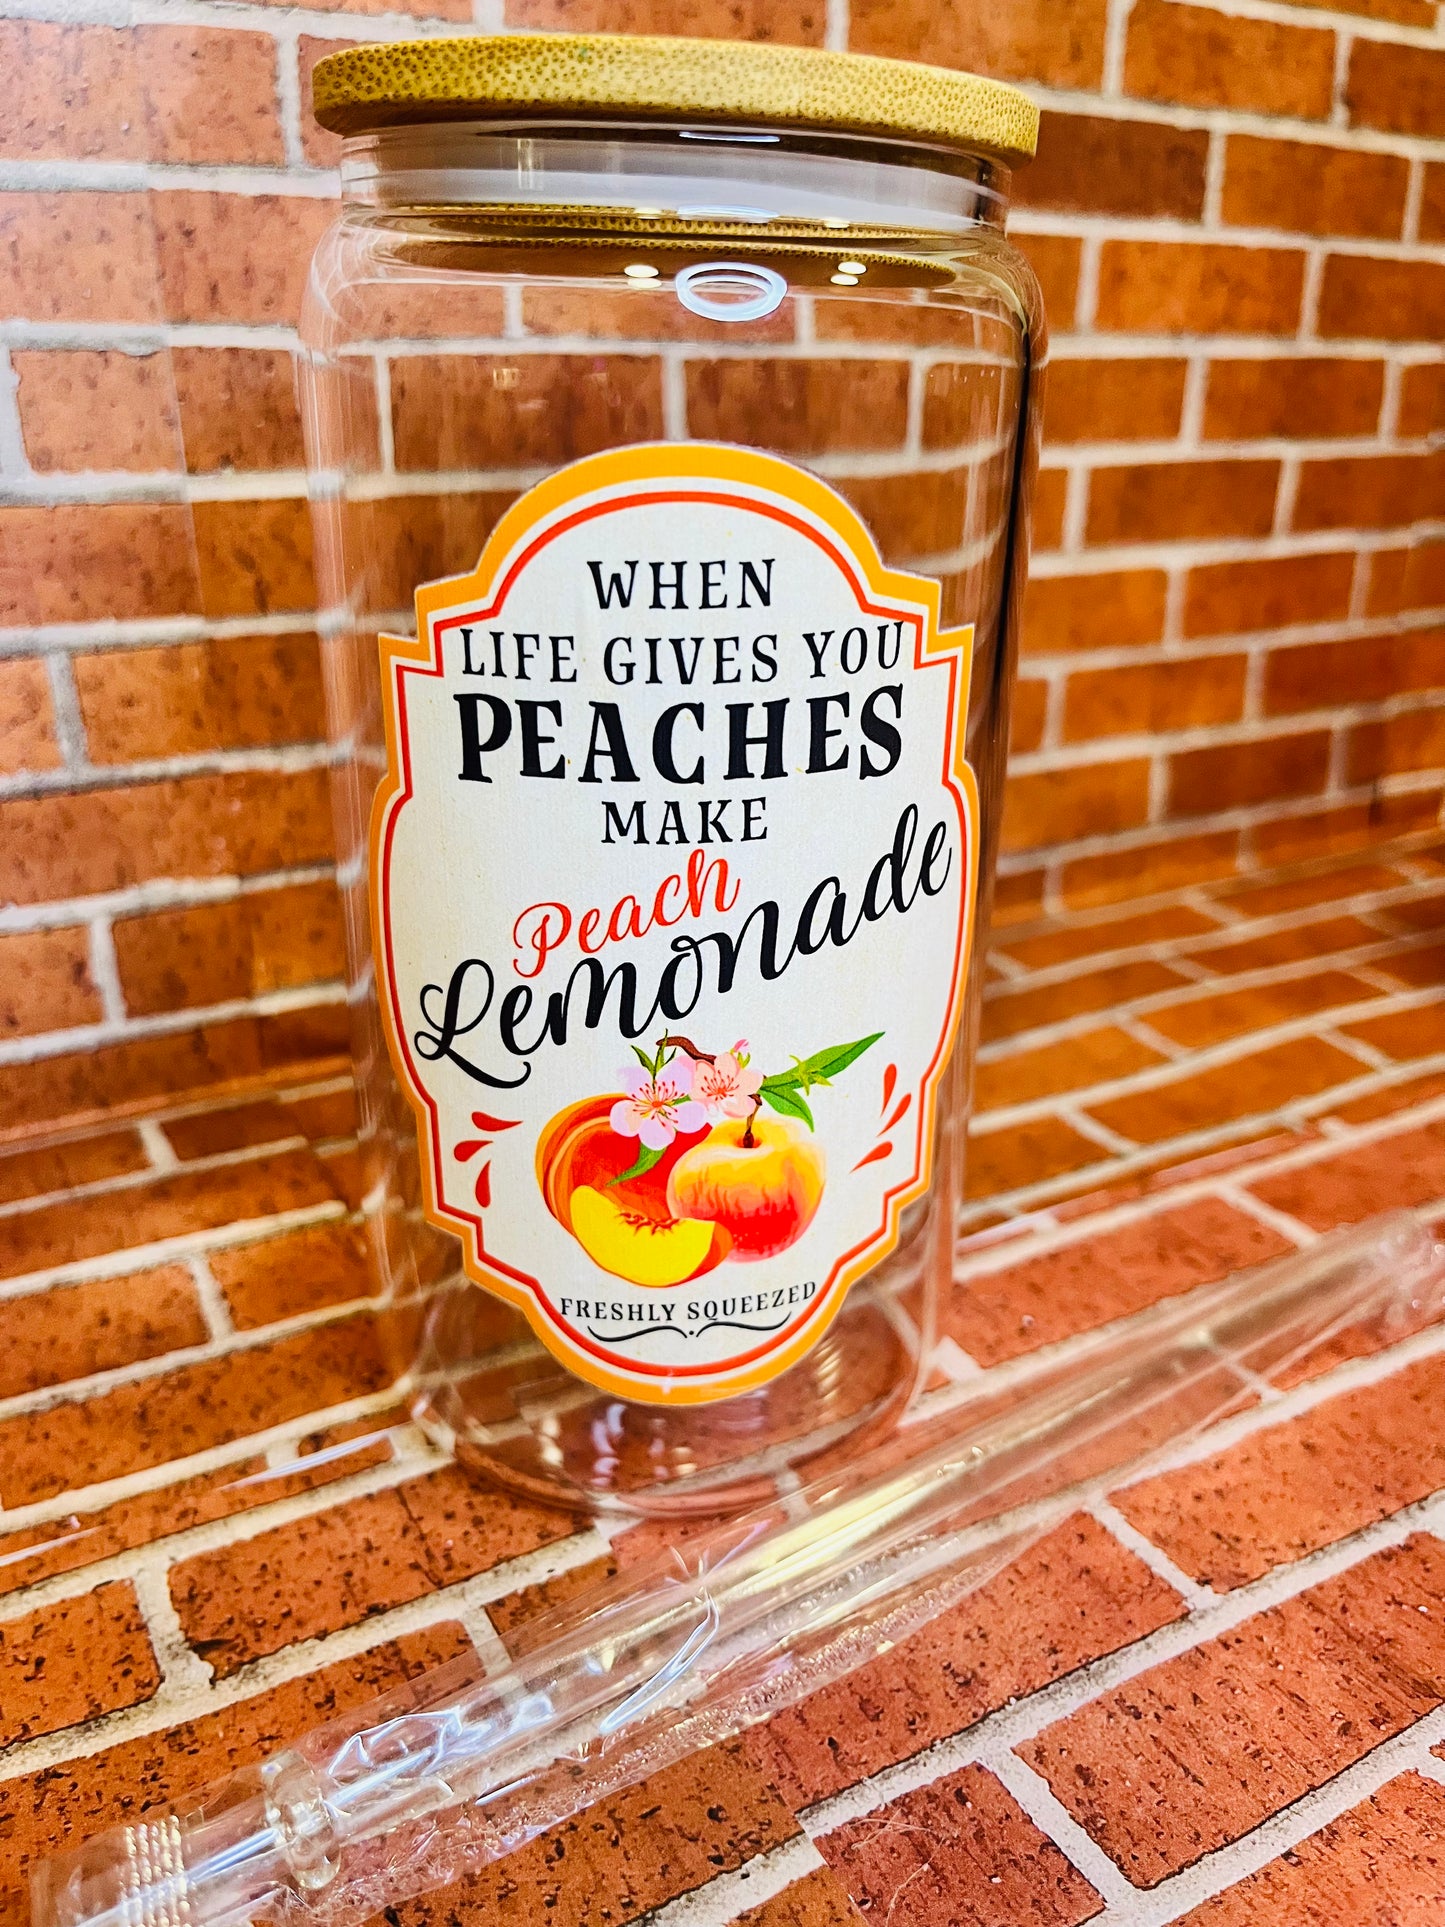 WHEN
LIFE GIVES YOU
PEACHES
MAKE
Peach
Lemonade
FRESHLY SQUEEZED